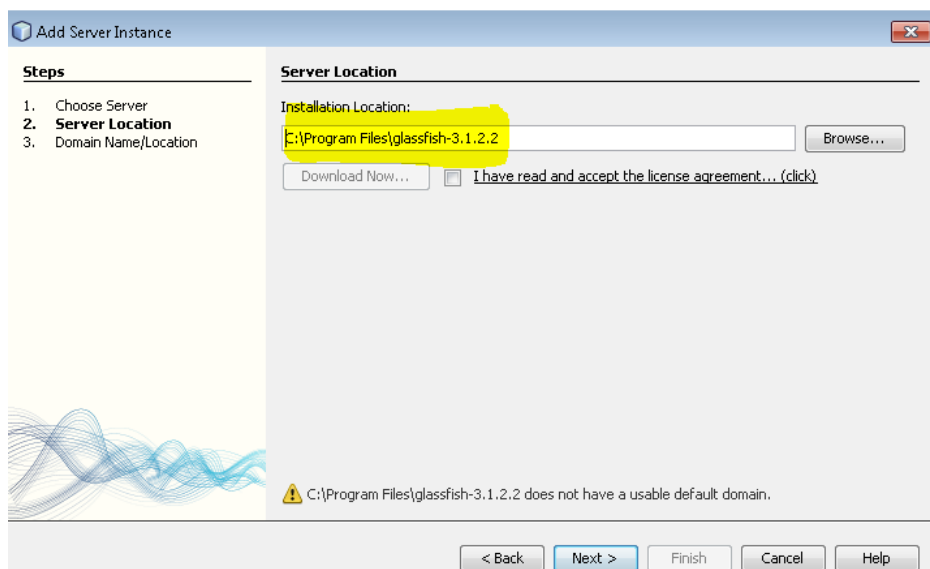 Add Server Instance
Steps
1. Choose Server
2. Server Location
3. Domain Name/Location
Server Location
Installation Location:
C:\Program Files\glassfish-3.1.2.2
Browse...
Download Now...
I have read and accept the license agreement... (click)
C:\Program Files\glassfish-3.1.2.2 does not have a usable default domain.
< Back
Next >
Finish
Cancel
Help